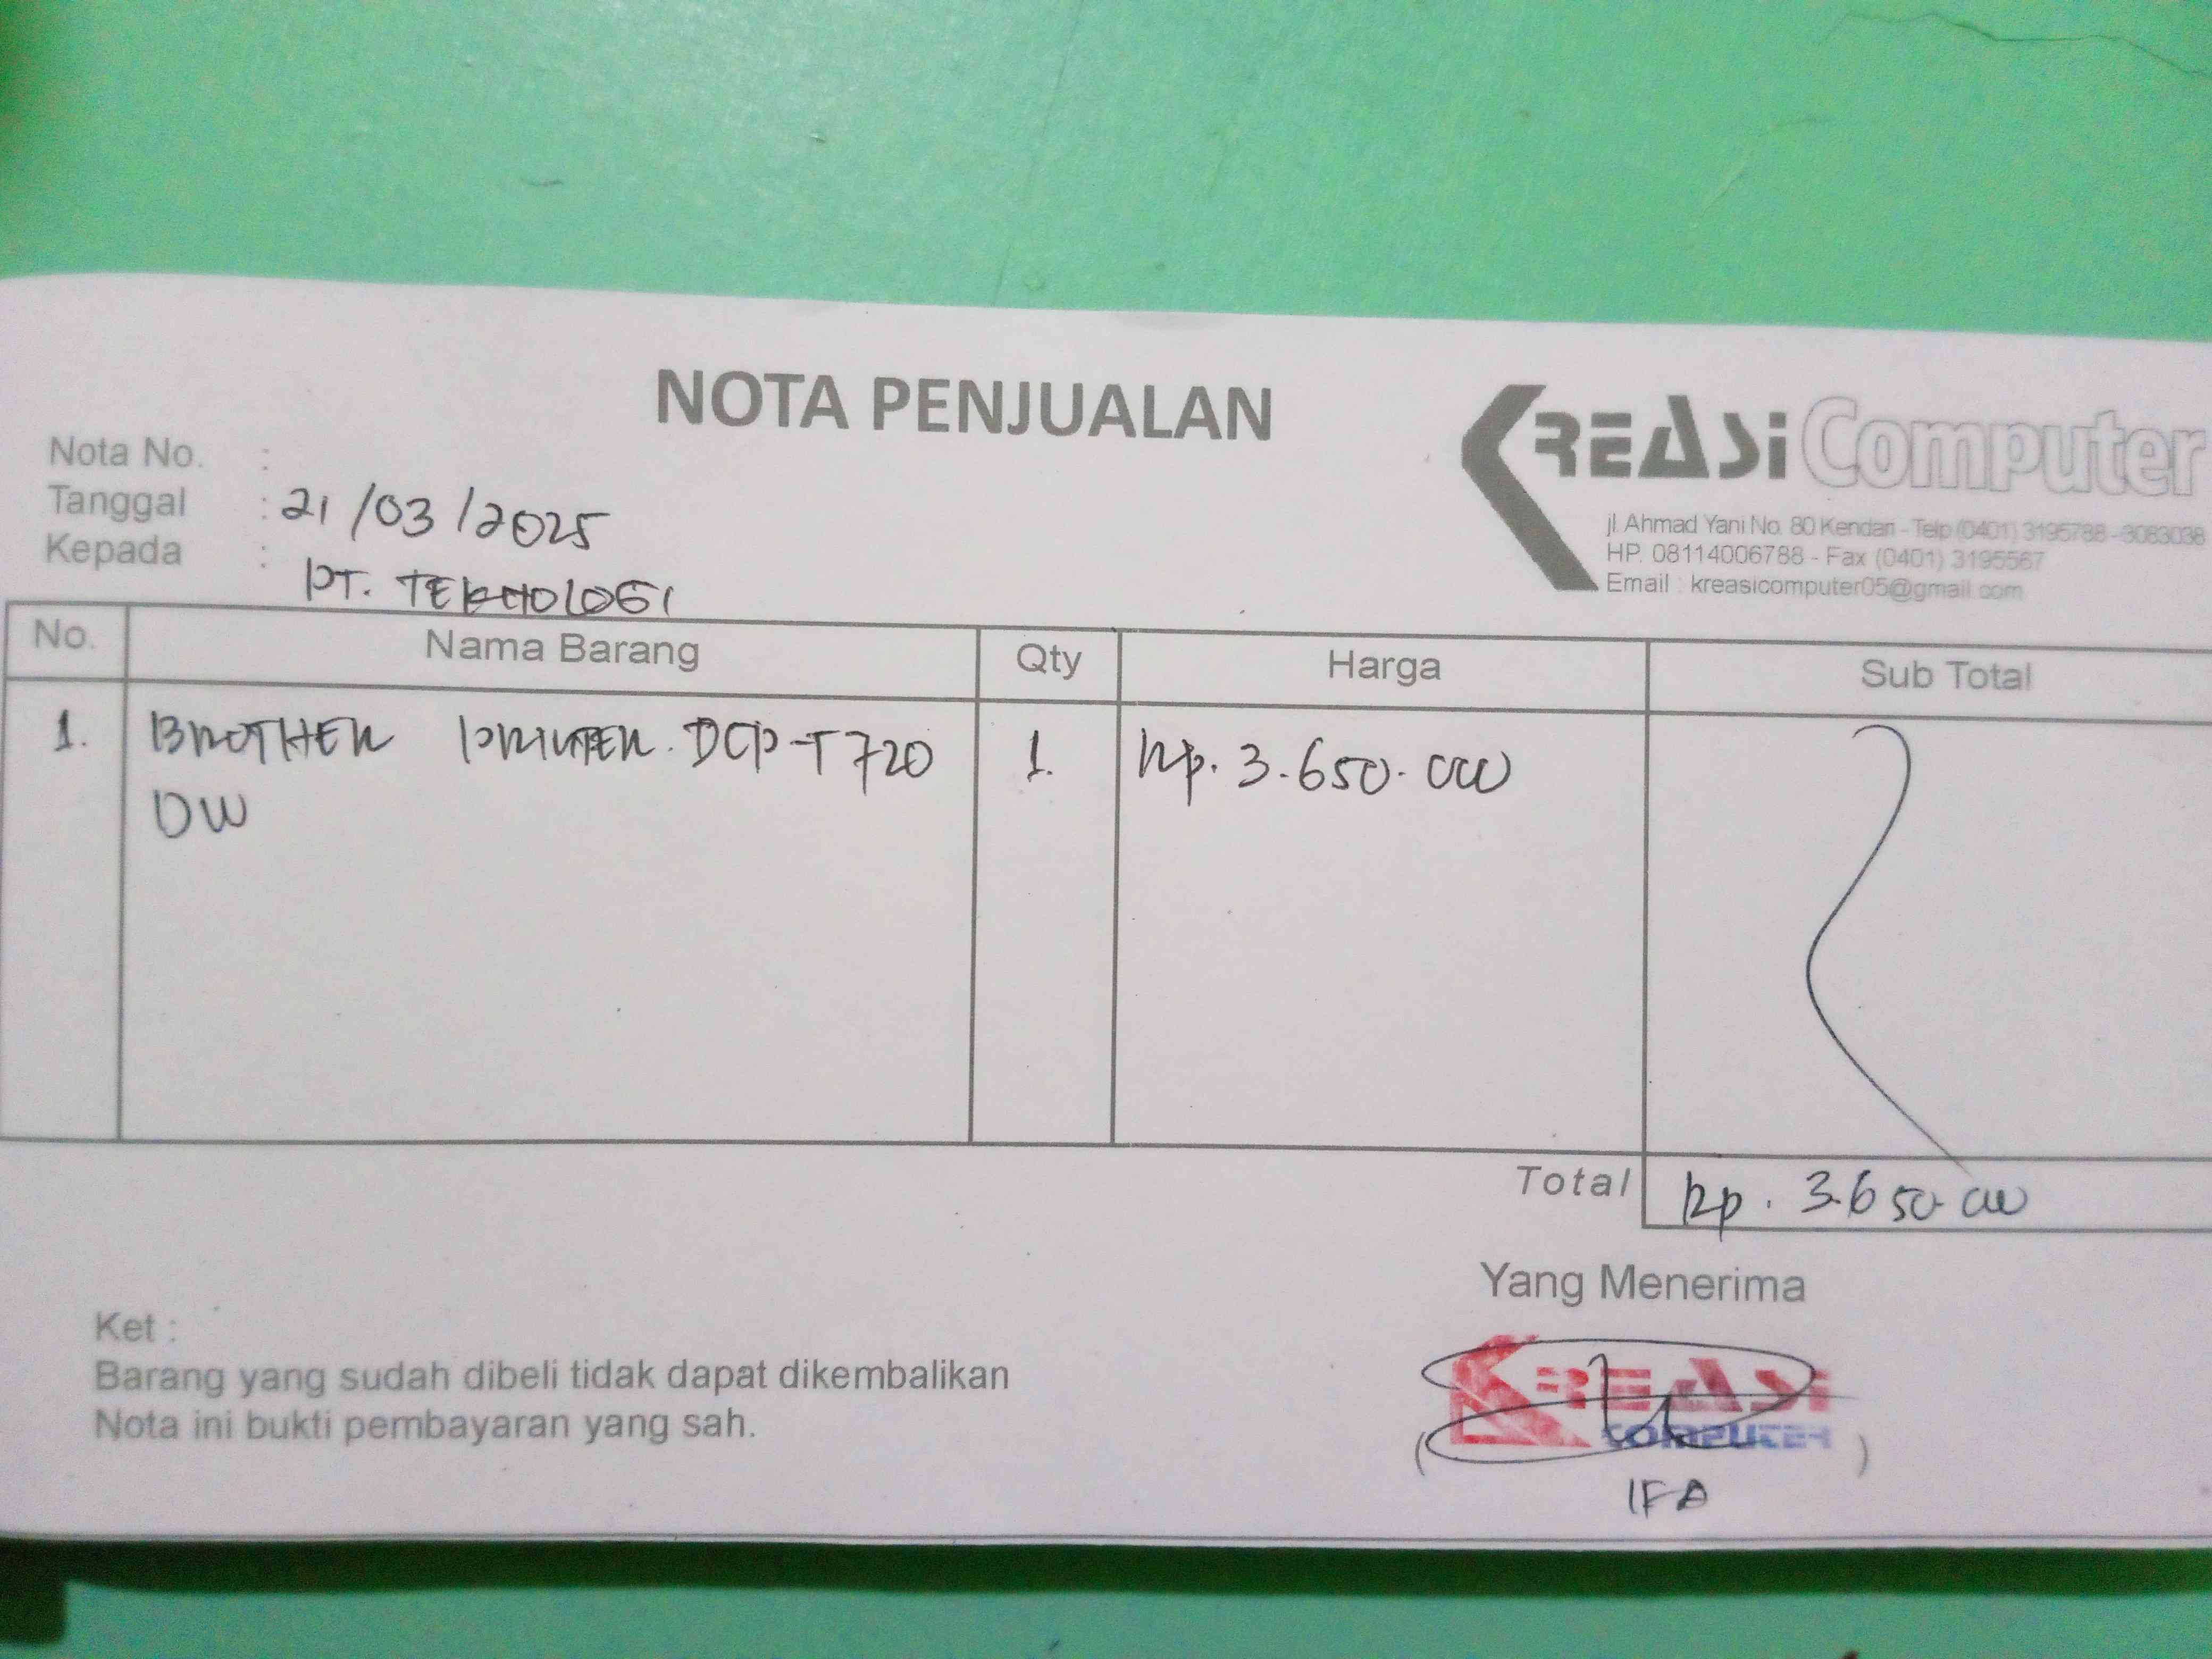 NOTA PENJUALAN
KREASi Computer
jl. Ahmad Yani No. 80 Kendari - Telp (0401) 3195788 - 3083038
HP. 08114006788 - Fax (0401) 3195567
Email : kreasicomputer05@gmail.com
Nota No. :
Tanggal : 21/03/2025
Kepada : PT. TEKNOLOGI
No. Nama Barang Qty Harga Sub Total
1. BROTHER PRINTER. DCP-T720 1. Rp. 3.650.000
DW
Total Rp. 3.650.000
Yang Menerima
Ket :
Barang yang sudah dibeli tidak dapat dikembalikan
Nota ini bukti pembayaran yang sah.
( KREASi )
COMPUTER
IFA